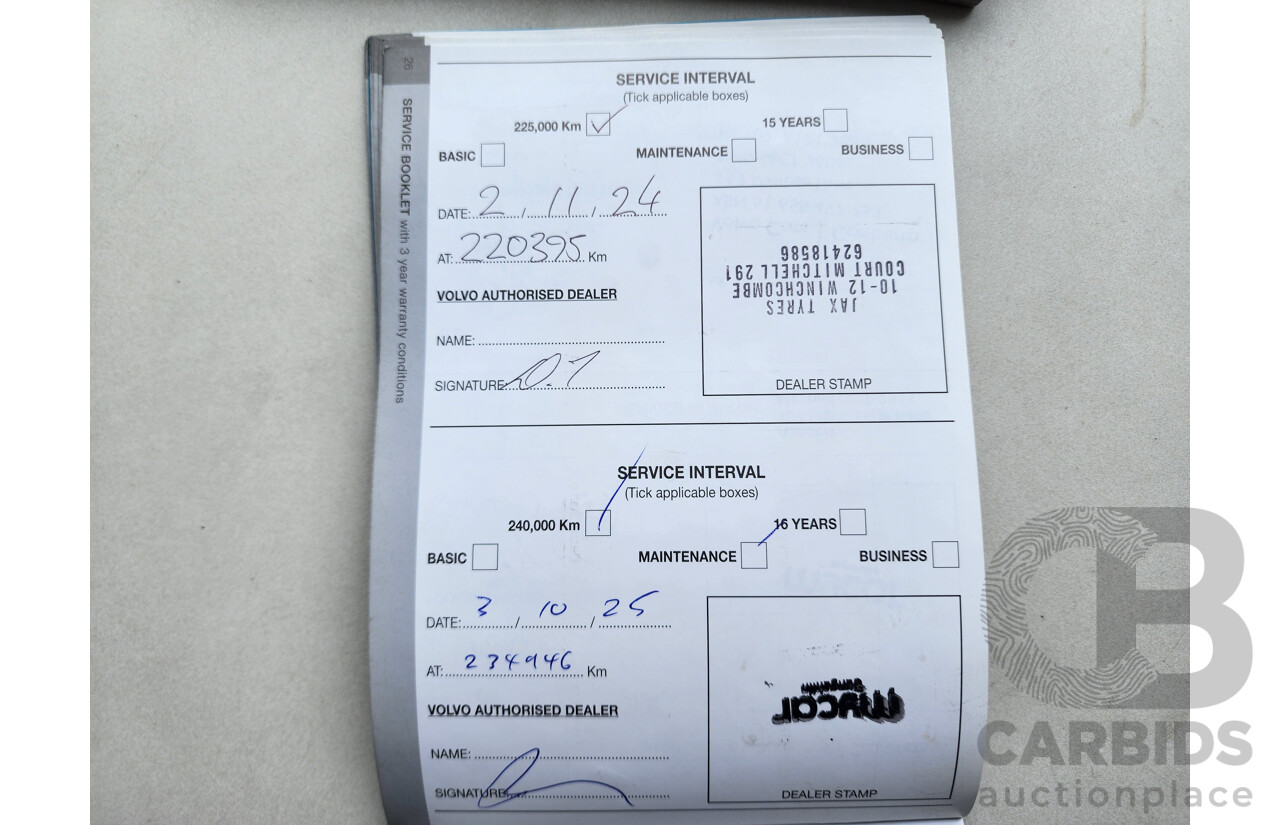 26
SERVICE BOOKLET with 3 year warranty conditions
SERVICE INTERVAL
(Tick applicable boxes)
225,000 Km
15 YEARS
BASIC
MAINTENANCE
BUSINESS
DATE: 2 / 11 / 24
AT: 220395 Km
VOLVO AUTHORISED DEALER
NAME:
SIGNATURE:
JAX TYRES
10-12 WINCHCOMBE
COURT MITCHELL 291
62418586
DEALER STAMP
SERVICE INTERVAL
(Tick applicable boxes)
240,000 Km
16 YEARS
BASIC
MAINTENANCE
BUSINESS
DATE: 3 / 10 / 25
AT: 234946 Km
VOLVO AUTHORISED DEALER
NAME:
SIGNATURE
mycar
DEALER STAMP
CB
CARBIDS
auctionplace